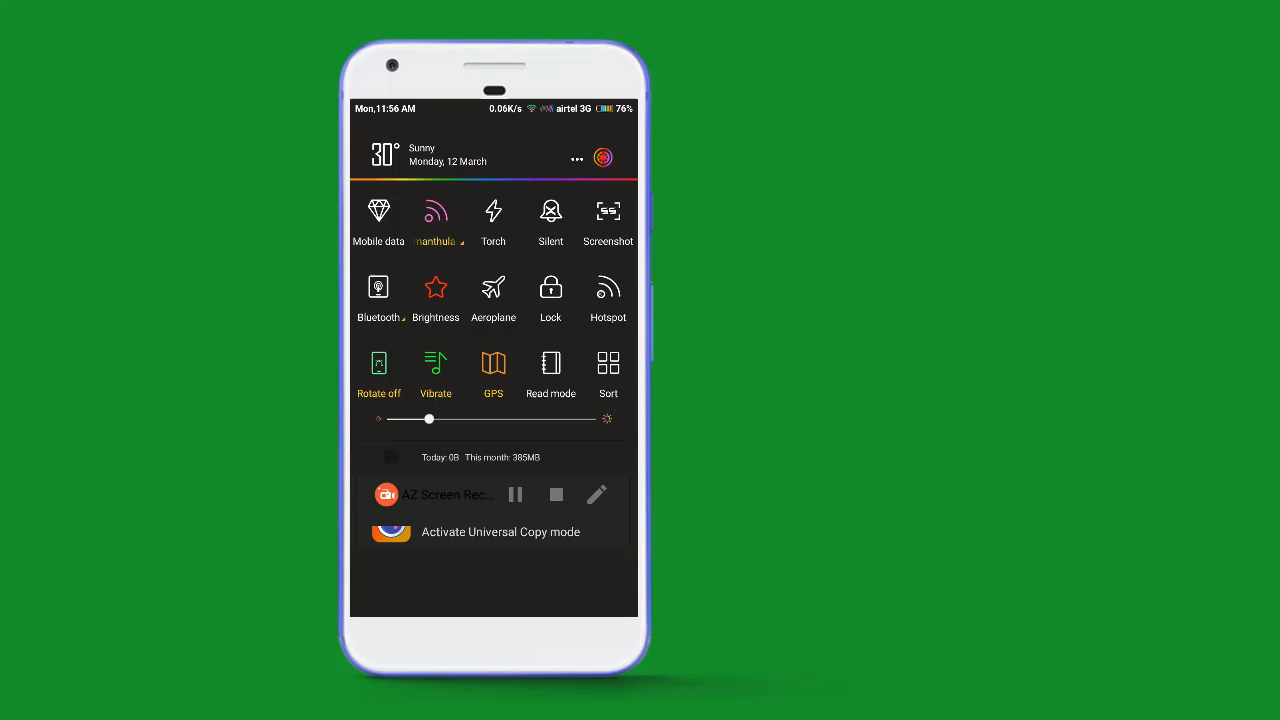 Mon,11:56 AM 0.06K/s airtel 3G 76%
30° Sunny
Monday, 12 March
Mobile data manthula Torch Silent Screenshot
Bluetooth Brightness Aeroplane Lock Hotspot
Rotate off Vibrate GPS Read mode Sort
Today: 0B This month: 385MB
AZ Screen Rec...
Activate Universal Copy mode